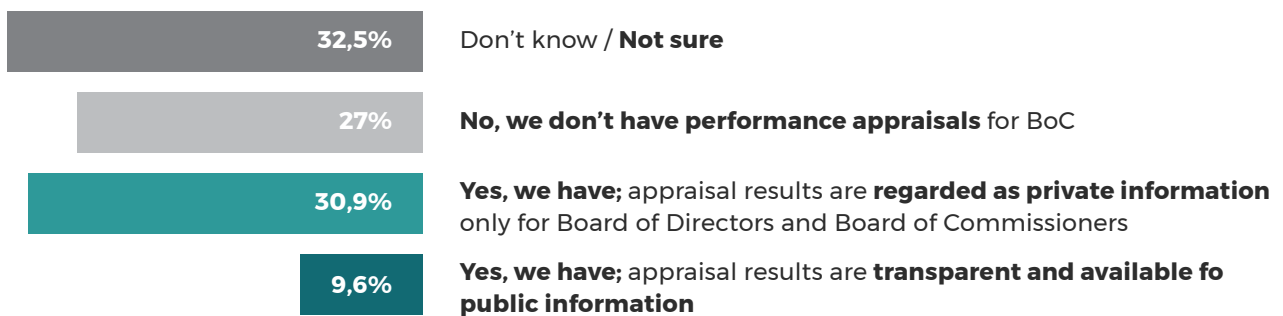 32,5% Don't know / Not sure
27% No, we don't have performance appraisals for BoC
30,9% Yes, we have; appraisal results are regarded as private information
only for Board of Directors and Board of Commissioners
9,6% Yes, we have; appraisal results are transparent and available fo
public information